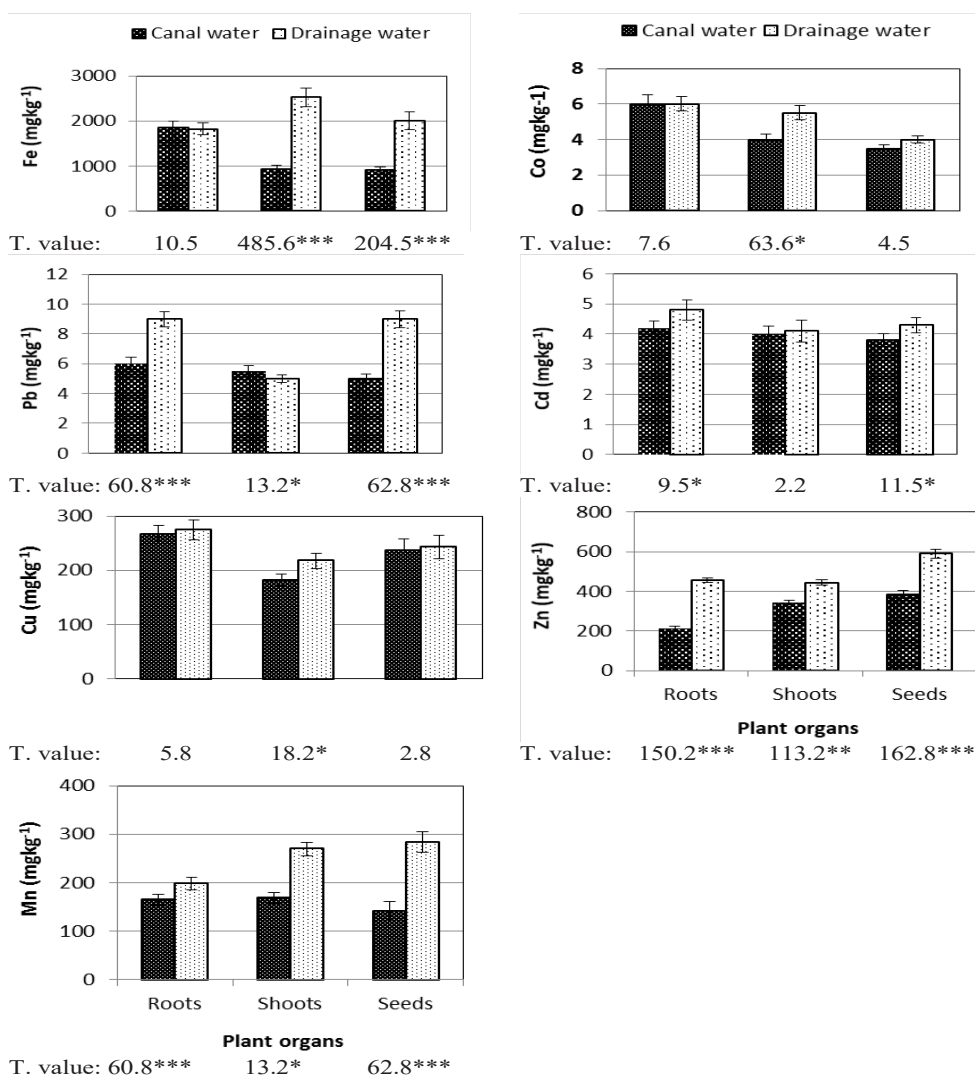 Canal water Drainage water
Fe (mgkg⁻¹)
3000
2000
1000
0
T. value: 10.5 485.6*** 204.5***
Canal water Drainage water
Co (mgkg-1)
8
6
4
2
0
T. value: 7.6 63.6* 4.5
Pb (mgkg⁻¹)
12
10
8
6
4
2
0
T. value: 60.8*** 13.2* 62.8***
Cd (mgkg⁻¹)
6
5
4
3
2
1
0
T. value: 9.5* 2.2 11.5*
Cu (mgkg⁻¹)
300
200
100
0
T. value: 5.8 18.2* 2.8
Zn (mgkg⁻¹)
800
600
400
200
0
Roots Shoots Seeds
Plant organs
T. value: 150.2*** 113.2** 162.8***
Mn (mgkg⁻¹)
400
300
200
100
0
Roots Shoots Seeds
Plant organs
T. value: 60.8*** 13.2* 62.8***